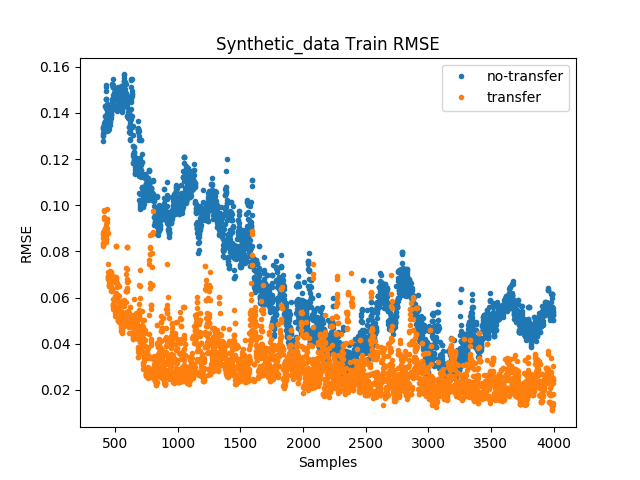 Synthetic_data Train RMSE
no-transfer
transfer
RMSE
0.16
0.14
0.12
0.10
0.08
0.06
0.04
0.02
500 1000 1500 2000 2500 3000 3500 4000
Samples